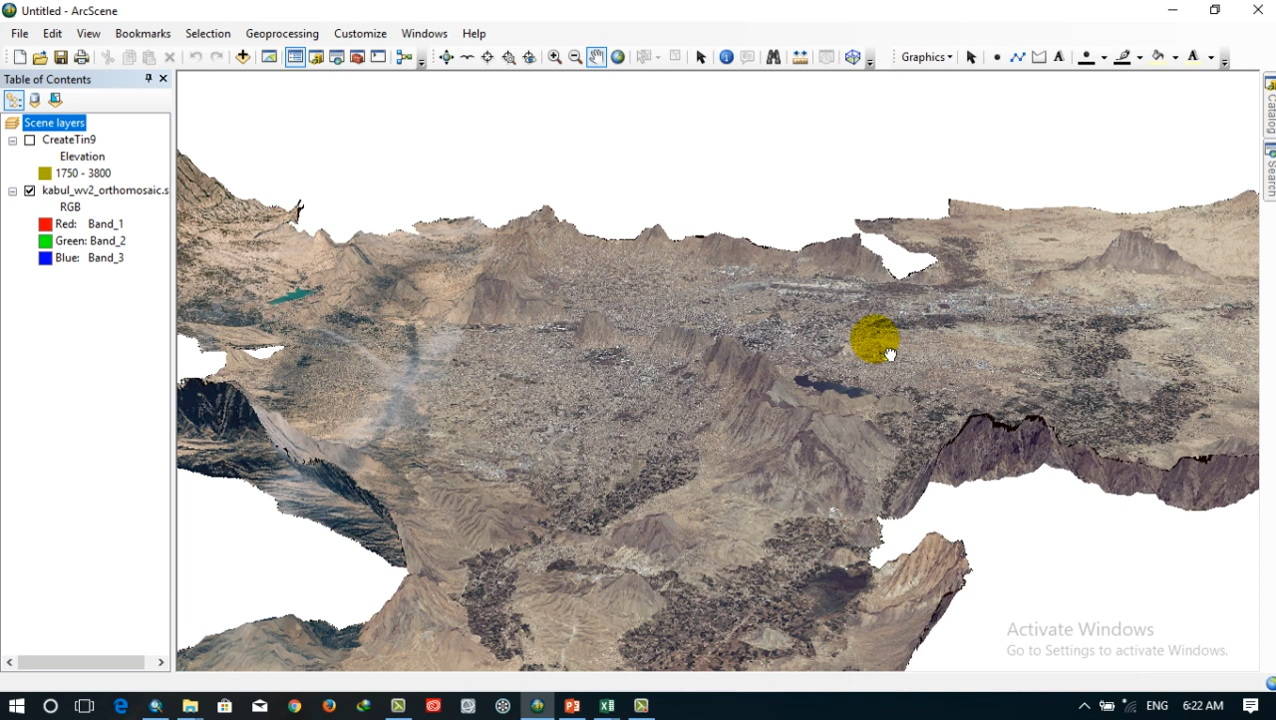 Untitled - ArcScene
File Edit View Bookmarks Selection Geoprocessing Customize Windows Help
Graphics
Table of Contents
Scene layers
CreateTin9
Elevation
1750 - 3800
kabul_wv2_orthomosaic.s
RGB
Red: Band_1
Green: Band_2
Blue: Band_3
Catalog
Search
Activate Windows
Go to Settings to activate Windows.
ENG 6:22 AM